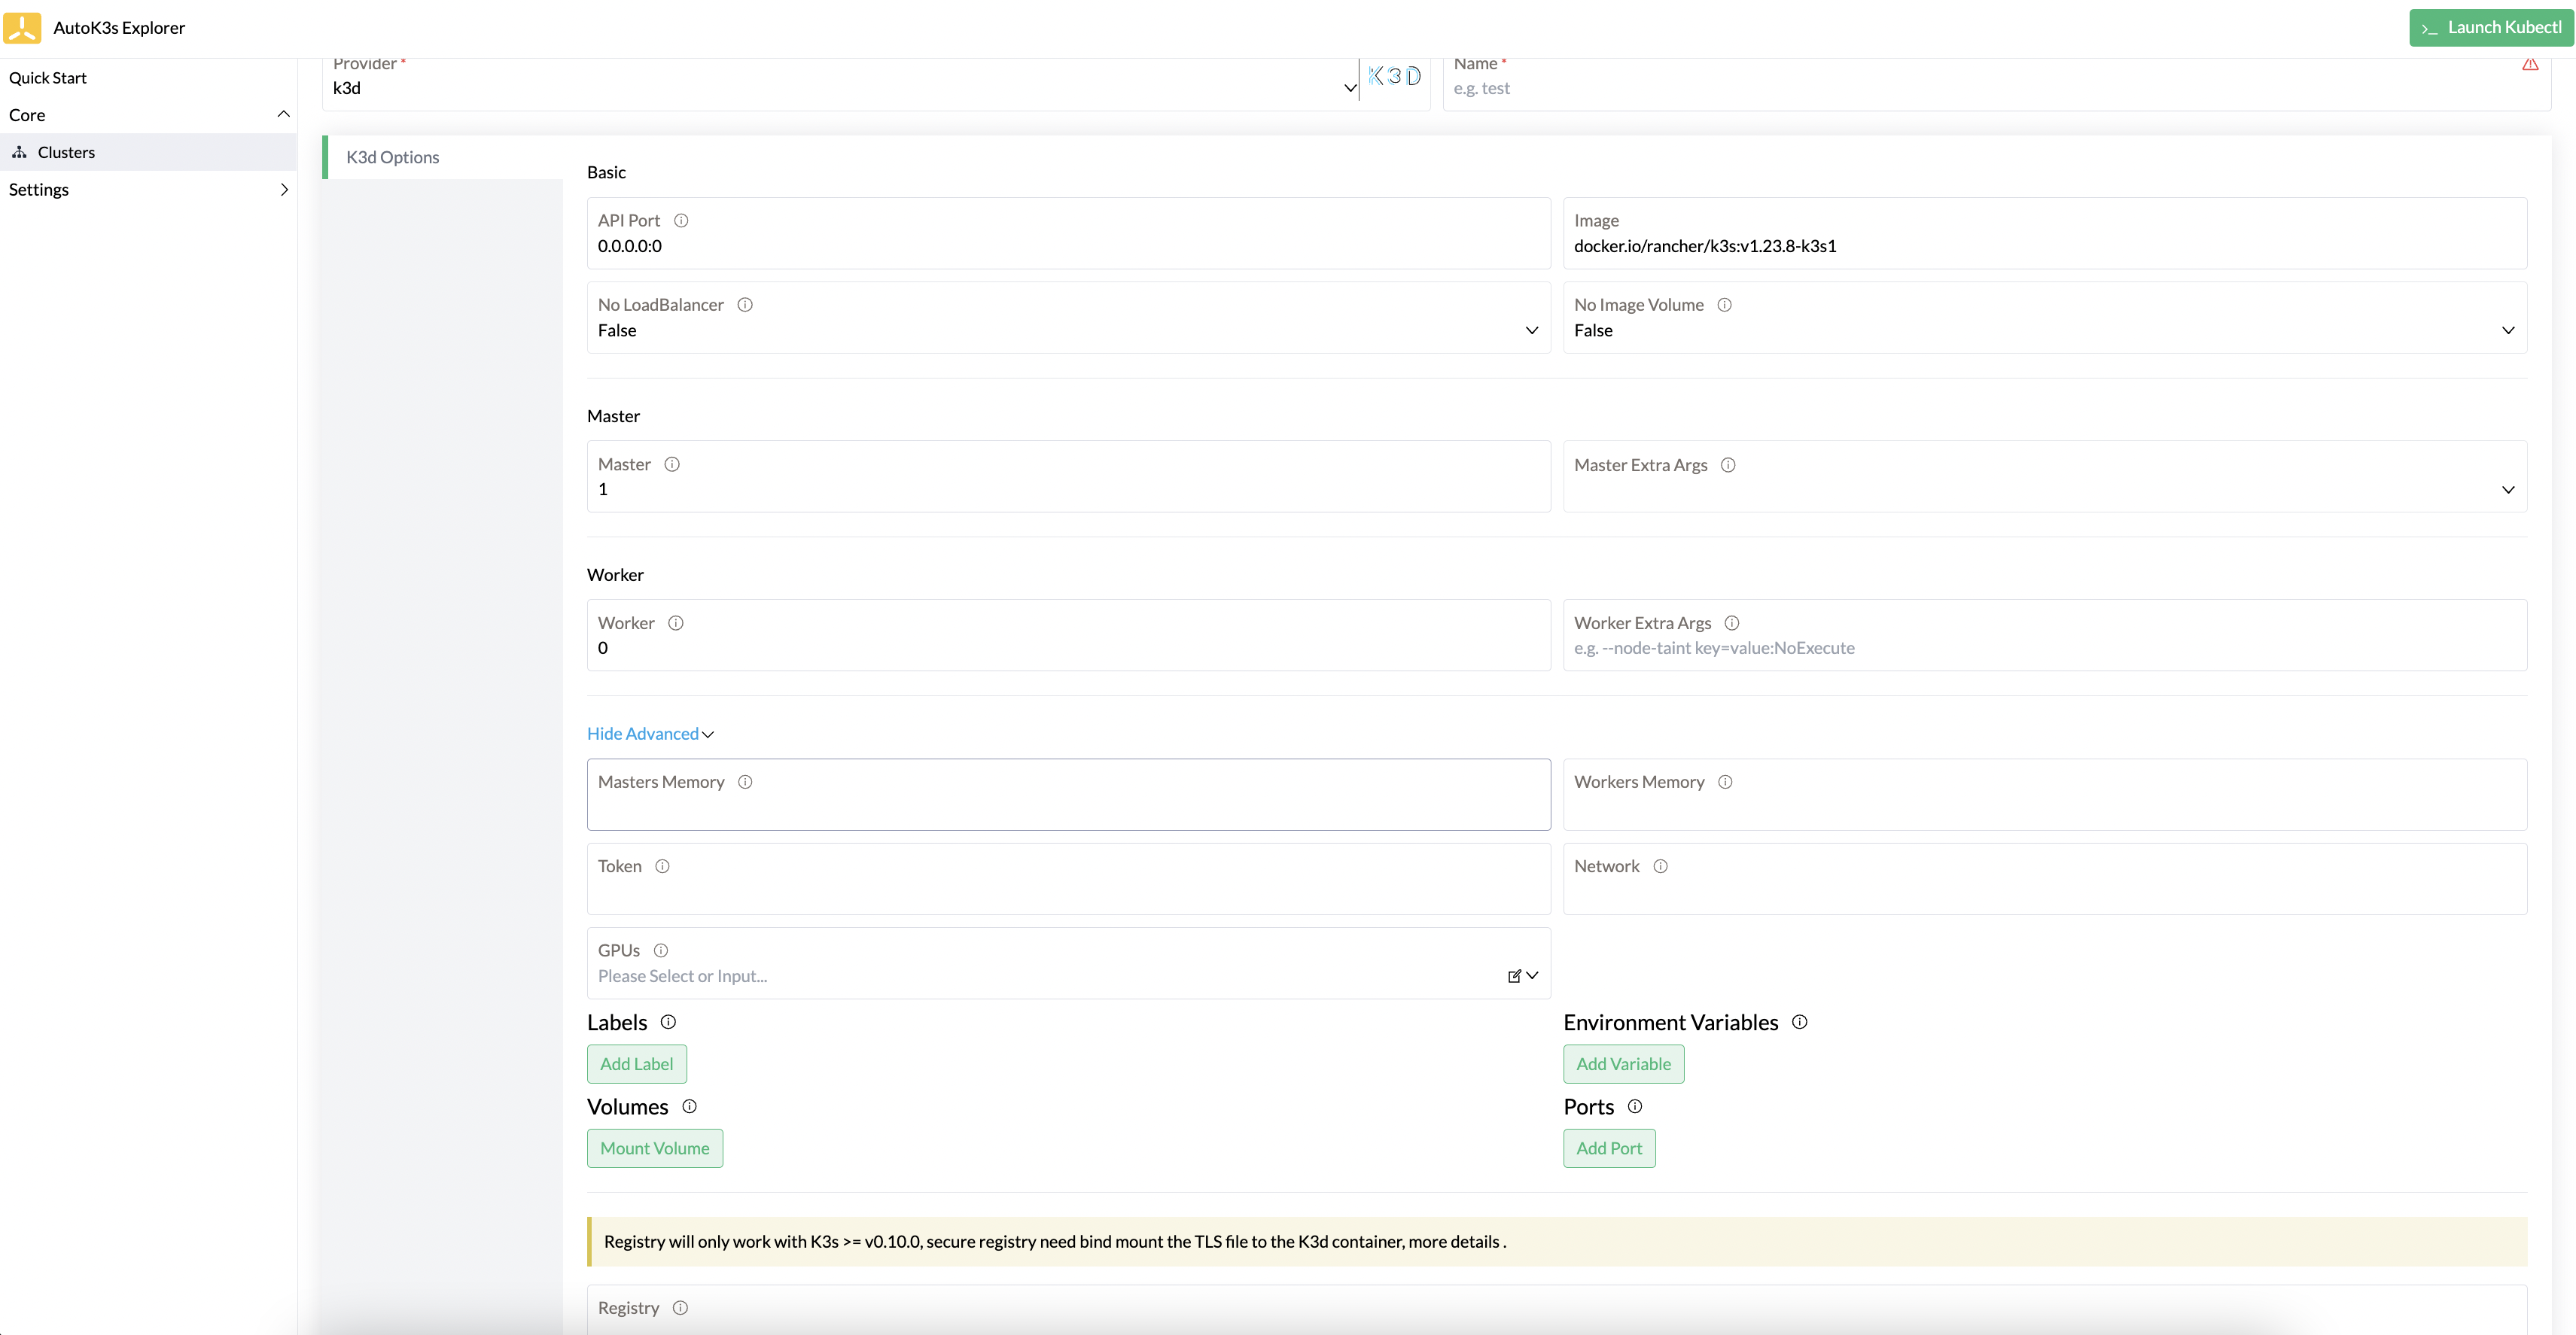 AutoK3s Explorer
>_ Launch Kubectl
Quick Start
Core
Clusters
Settings
Provider *
k3d
K3D
Name *
e.g. test
K3d Options
Basic
API Port
0.0.0.0:0
Image
docker.io/rancher/k3s:v1.23.8-k3s1
No LoadBalancer
False
No Image Volume
False
Master
Master
1
Master Extra Args
Worker
Worker
0
Worker Extra Args
e.g. --node-taint key=value:NoExecute
Hide Advanced
Masters Memory
Workers Memory
Token
Network
GPUs
Please Select or Input...
Labels
Add Label
Environment Variables
Add Variable
Volumes
Mount Volume
Ports
Add Port
Registry will only work with K3s >= v0.10.0, secure registry need bind mount the TLS file to the K3d container, more details .
Registry